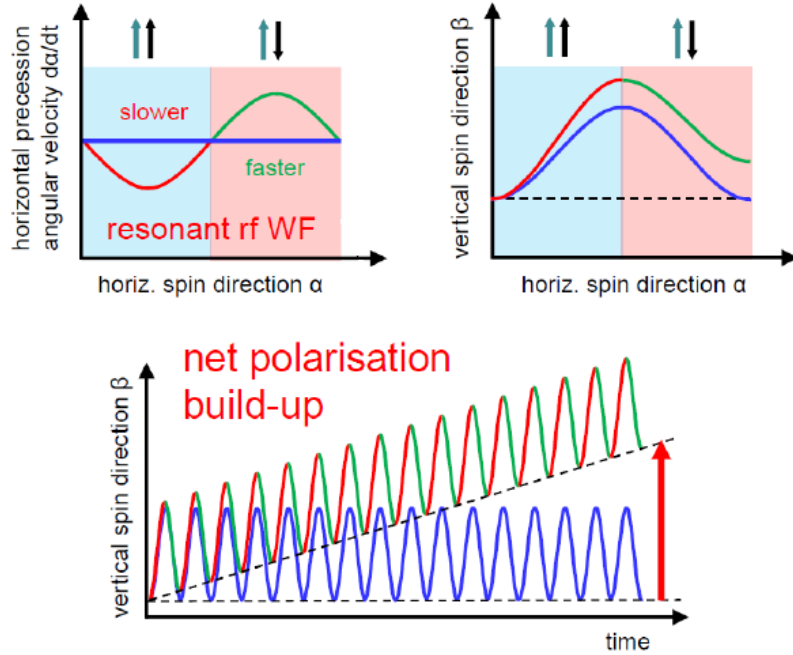 horizontal precession
angular velocity dα/dt
slower
faster
resonant rf WF
horiz. spin direction α
vertical spin direction β
horiz. spin direction α
net polarisation
build-up
vertical spin direction β
time